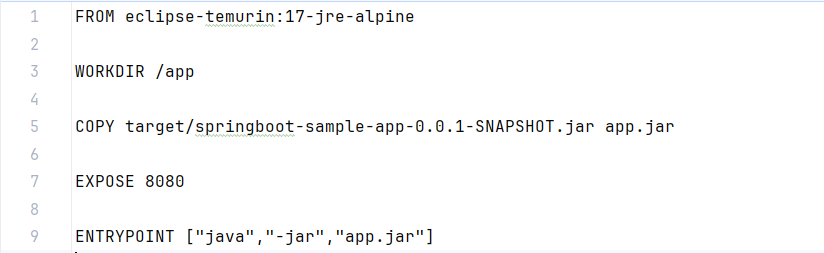 1 FROM eclipse-temurin:17-jre-alpine
2
3 WORKDIR /app
4
5 COPY target/springboot-sample-app-0.0.1-SNAPSHOT.jar app.jar
6
7 EXPOSE 8080
8
9 ENTRYPOINT ["java","-jar","app.jar"]